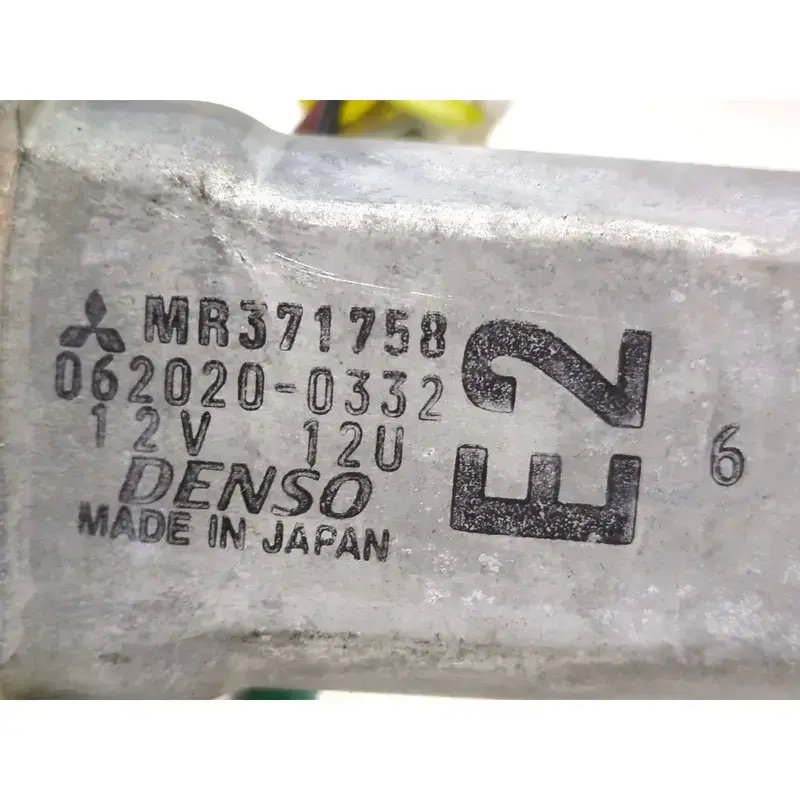 MR371758
062020-0332
12V 12U
DENSO
MADE IN JAPAN
E2
6